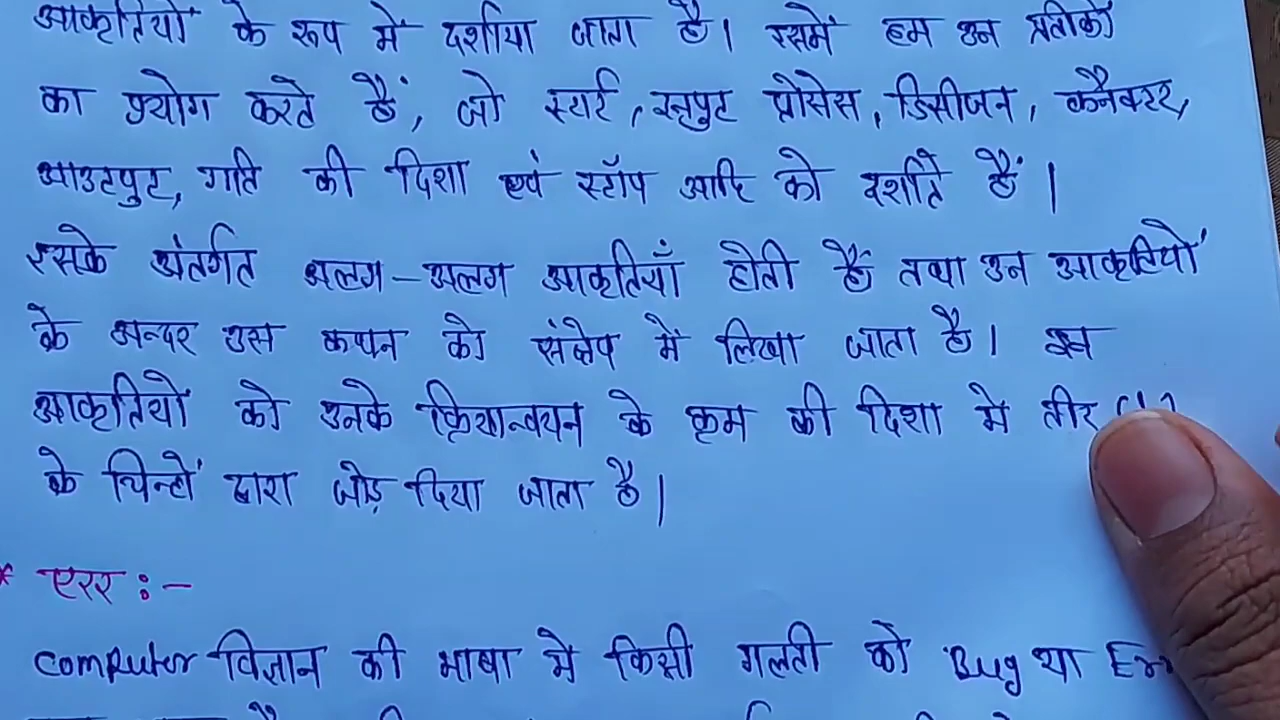 आकृतियों के रूप में दर्शाया जाता है। इसमें हम उन प्रतीकों
का प्रयोग करते हैं, जो स्टार्ट, इनपुट प्रोसेस, डिसीजन, कनैक्टर,
आउटपुट, गति की दिशा एवं स्टॉप आदि को दर्शाते हैं।
इसके अंतर्गत अलग-अलग आकृतियाँ होती हैं तथा उन आकृतियों
के अन्दर उस कथन को संक्षेप में लिखा जाता है। इन
आकृतियों को उनके क्रियान्वयन के क्रम की दिशा में तीर
के चिन्हों द्वारा जोड़ दिया जाता है।
* एरर :-
Computer विज्ञान की भाषा में किसी गलती को Bug या Err